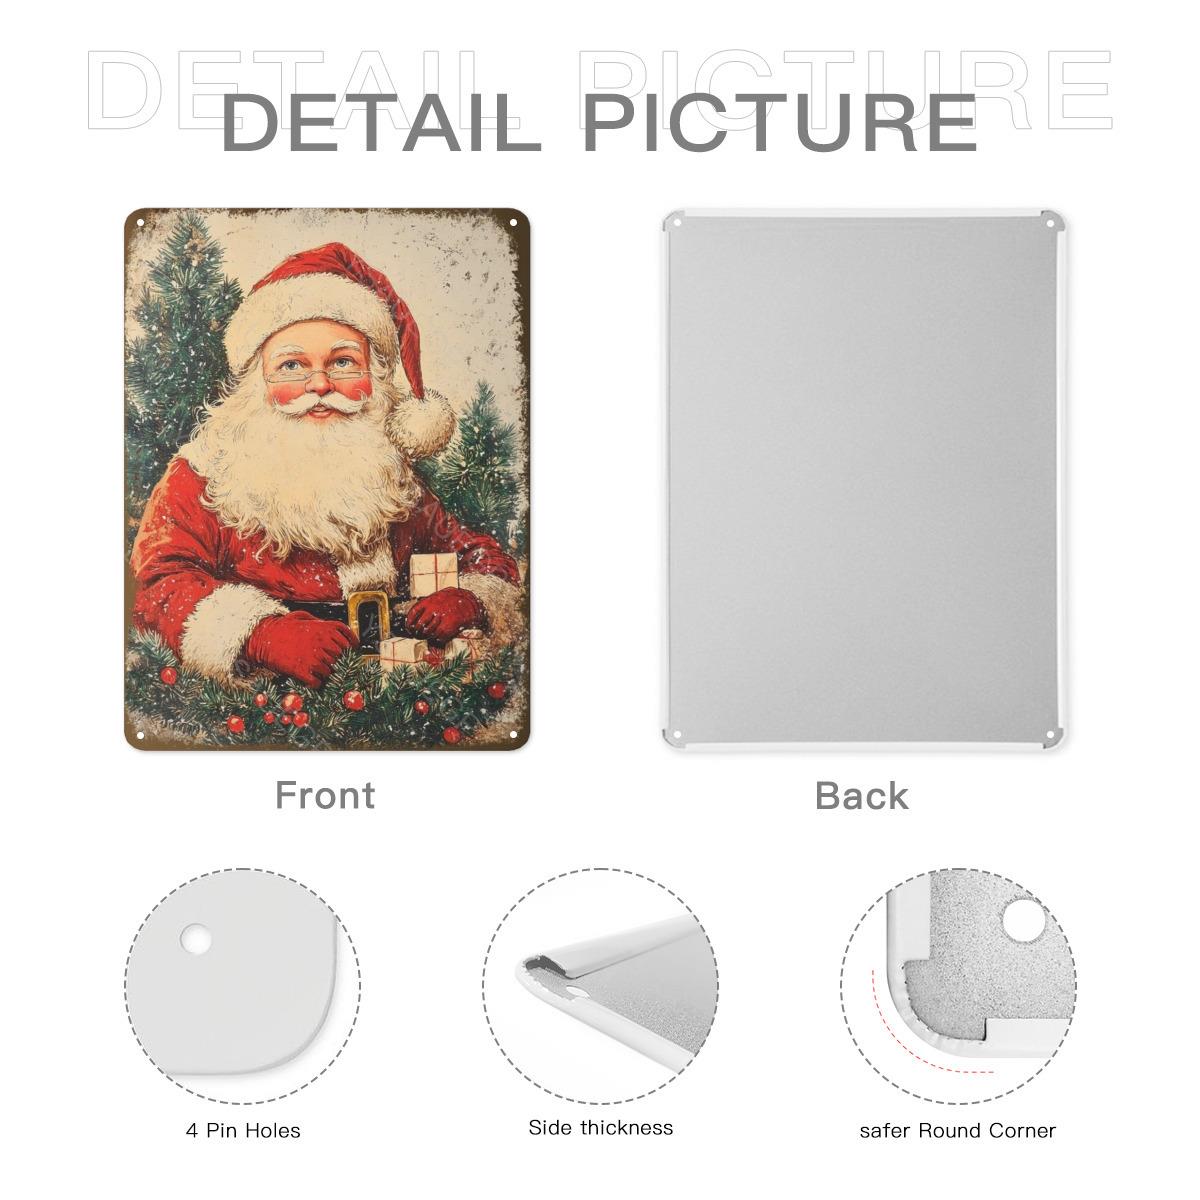 DETAIL PICTURE
DETAIL PICTURE
Front
Back
4 Pin Holes
Side thickness
safer Round Corner